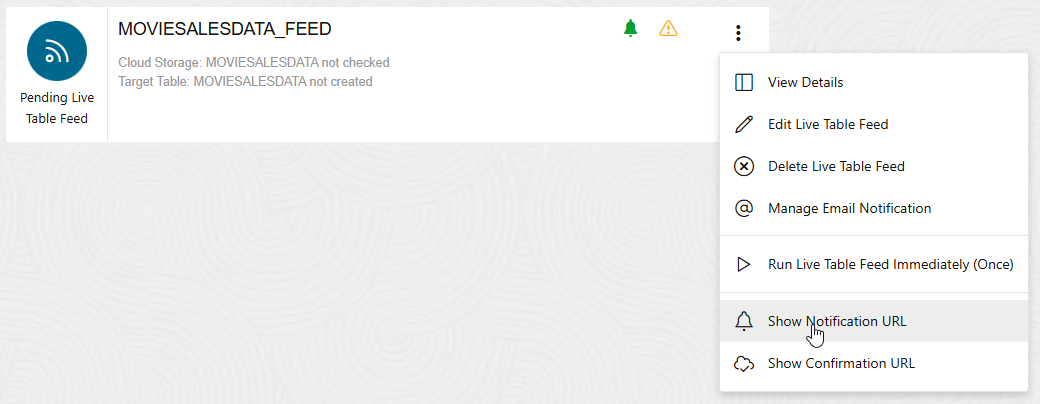 MOVIESALESDATA_FEED
Cloud Storage: MOVIESALESDATA not checked
Target Table: MOVIESALESDATA not created
Pending Live
Table Feed
View Details
Edit Live Table Feed
Delete Live Table Feed
Manage Email Notification
Run Live Table Feed Immediately (Once)
Show Notification URL
Show Confirmation URL